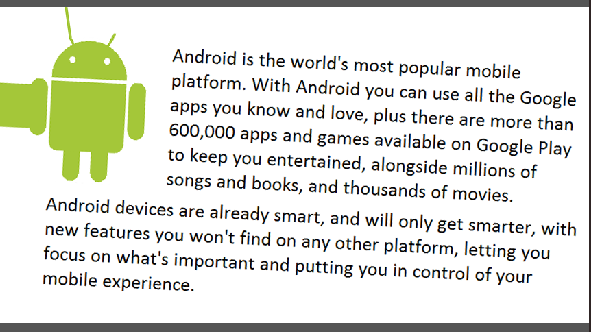 Android is the world's most popular mobile
platform. With Android you can use all the Google
apps you know and love, plus there are more than
600,000 apps and games available on Google Play
to keep you entertained, alongside millions of
songs and books, and thousands of movies.
Android devices are already smart, and will only get smarter, with
new features you won't find on any other platform, letting you
focus on what's important and putting you in control of your
mobile experience.